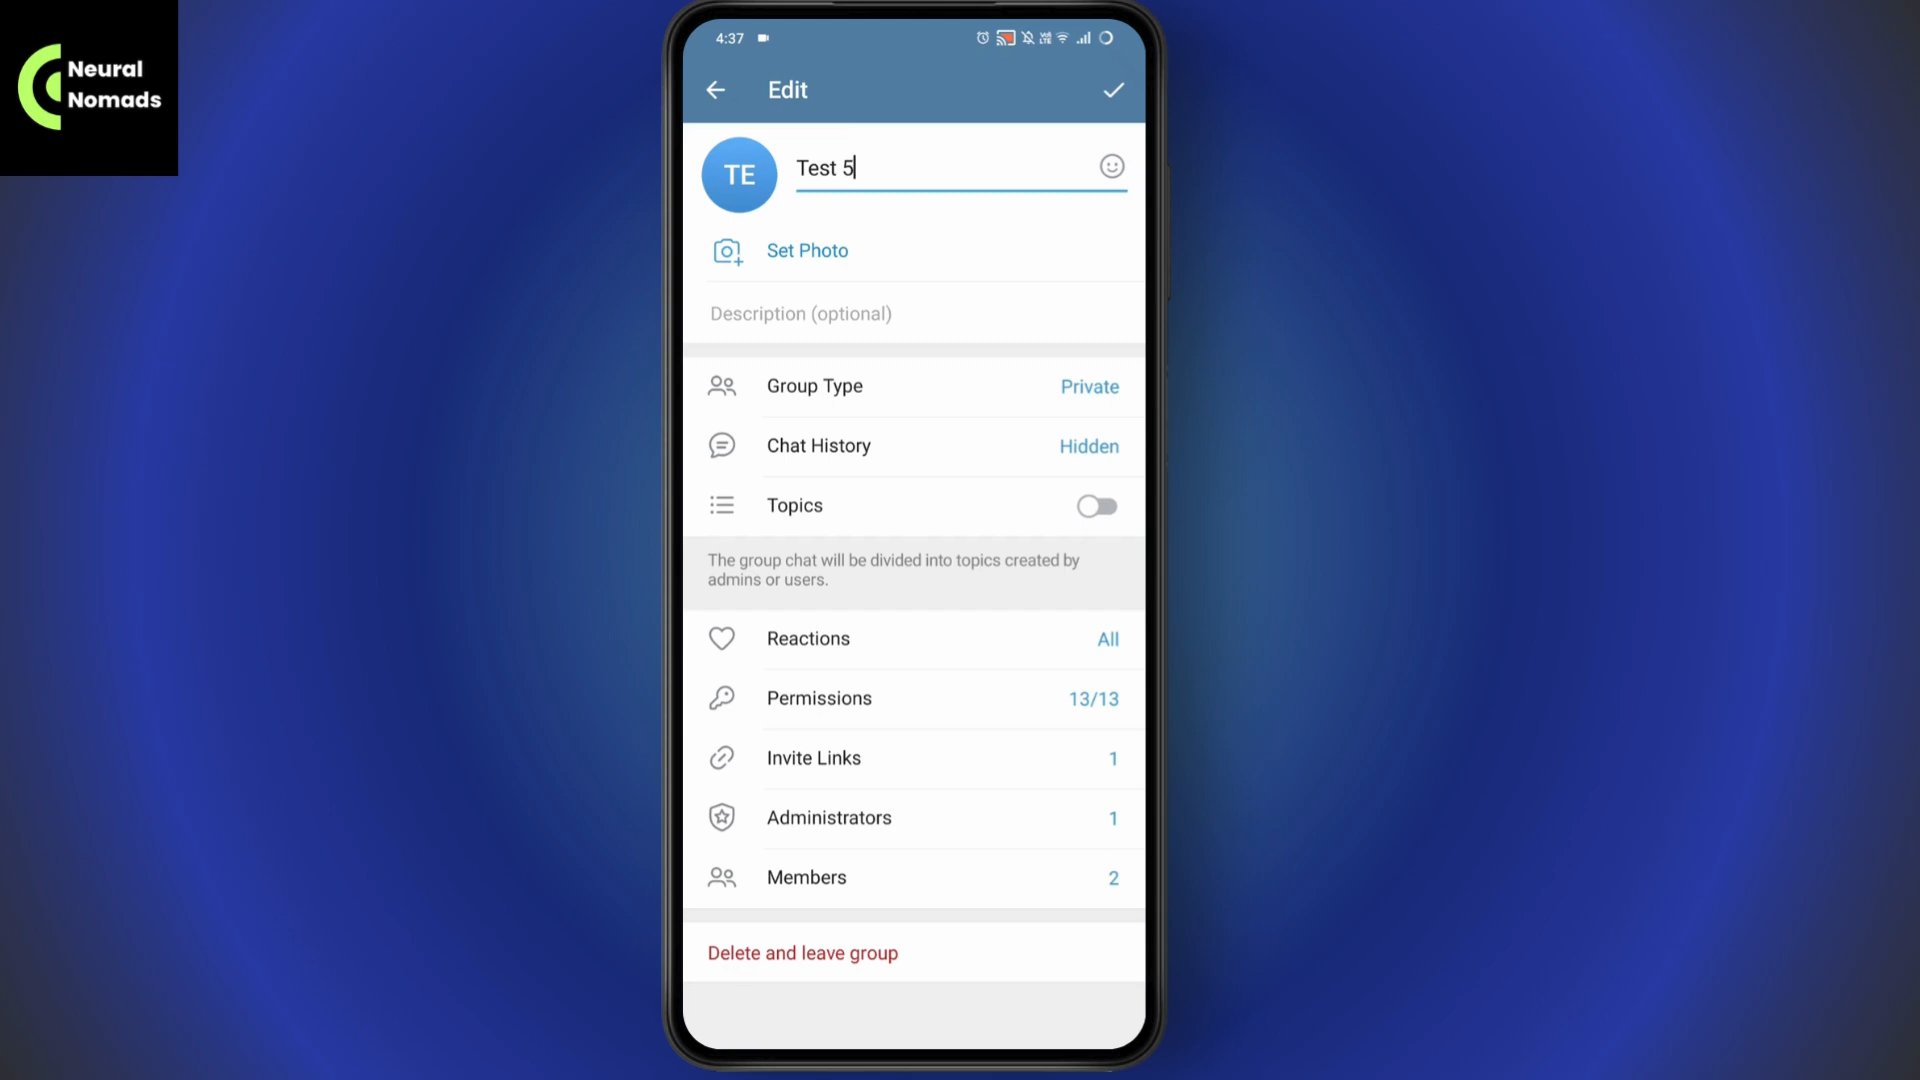 Neural
Nomads
4:37
Edit
TE
Test 5
Set Photo
Description (optional)
Group Type
Private
Chat History
Hidden
Topics
The group chat will be divided into topics created by
admins or users.
Reactions
All
Permissions
13/13
Invite Links
1
Administrators
1
Members
2
Delete and leave group